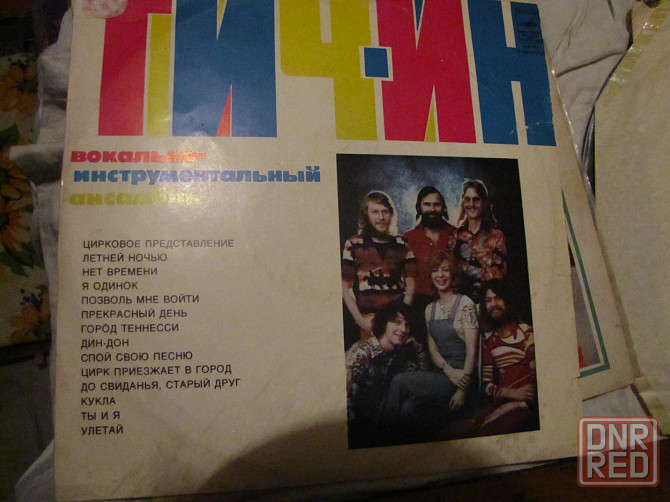 ТИЧ-ИН
вокально-
инструментальный
ансамбль
ЦИРКОВОЕ ПРЕДСТАВЛЕНИЕ
ЛЕТНЕЙ НОЧЬЮ
НЕТ ВРЕМЕНИ
Я ОДИНОК
ПОЗВОЛЬ МНЕ ВОЙТИ
ПРЕКРАСНЫЙ ДЕНЬ
ГОРОД ТЕННЕССИ
ДИН-ДОН
СПОЙ СВОЮ ПЕСНЮ
ЦИРК ПРИЕЗЖАЕТ В ГОРОД
ДО СВИДАНЬЯ, СТАРЫЙ ДРУГ
КУКЛА
ТЫ И Я
УЛЕТАЙ
DNR
RED